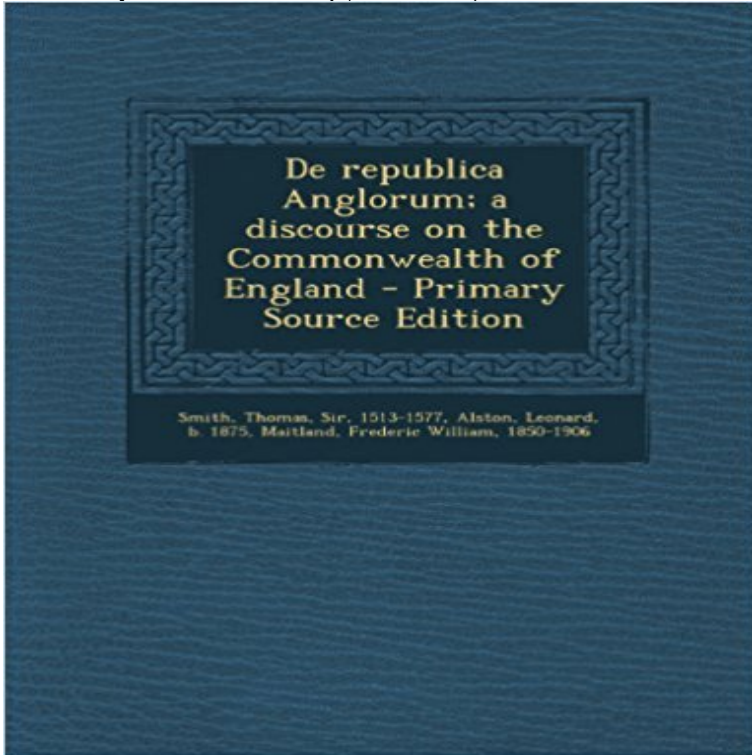 De republica
Anglorum; a
discourse on the
Commonwealth of
England - Primary
Source Edition
Smith, Thomas, Sir, 1513-1577, Alston, Leonard,
b. 1875, Maitland, Frederic William, 1850-1906